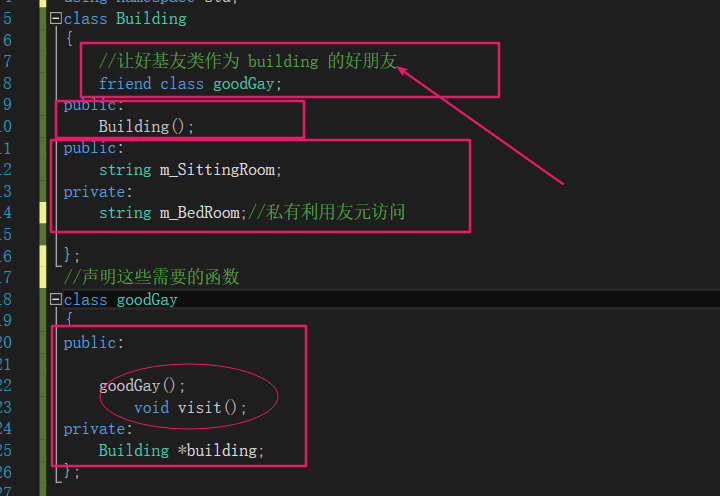 using namespace std;
5 class Building
6 {
7 //让好基友类作为 building 的好朋友
8 friend class goodGay;
9 public:
10 Building();
11 public:
12 string m_SittingRoom;
13 private:
14 string m_BedRoom;//私有利用友元访问
15
16 };
17 //声明这些需要的函数
18 class goodGay
19 {
20 public:
21
22 goodGay();
23 void visit();
24 private:
25 Building *building;
26 };
27